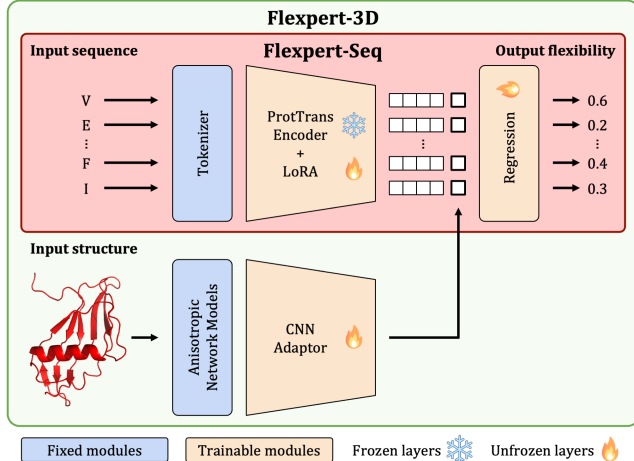 Flexpert-3D
Input sequence
Flexpert-Seq
Output flexibility
V
E
...
F
I
Tokenizer
ProtTrans
Encoder
+
LoRA
...
Regression
0.6
0.2
...
0.4
0.3
Input structure
Anisotropic
Network Models
CNN
Adaptor
Fixed modules
Trainable modules
Frozen layers
Unfrozen layers